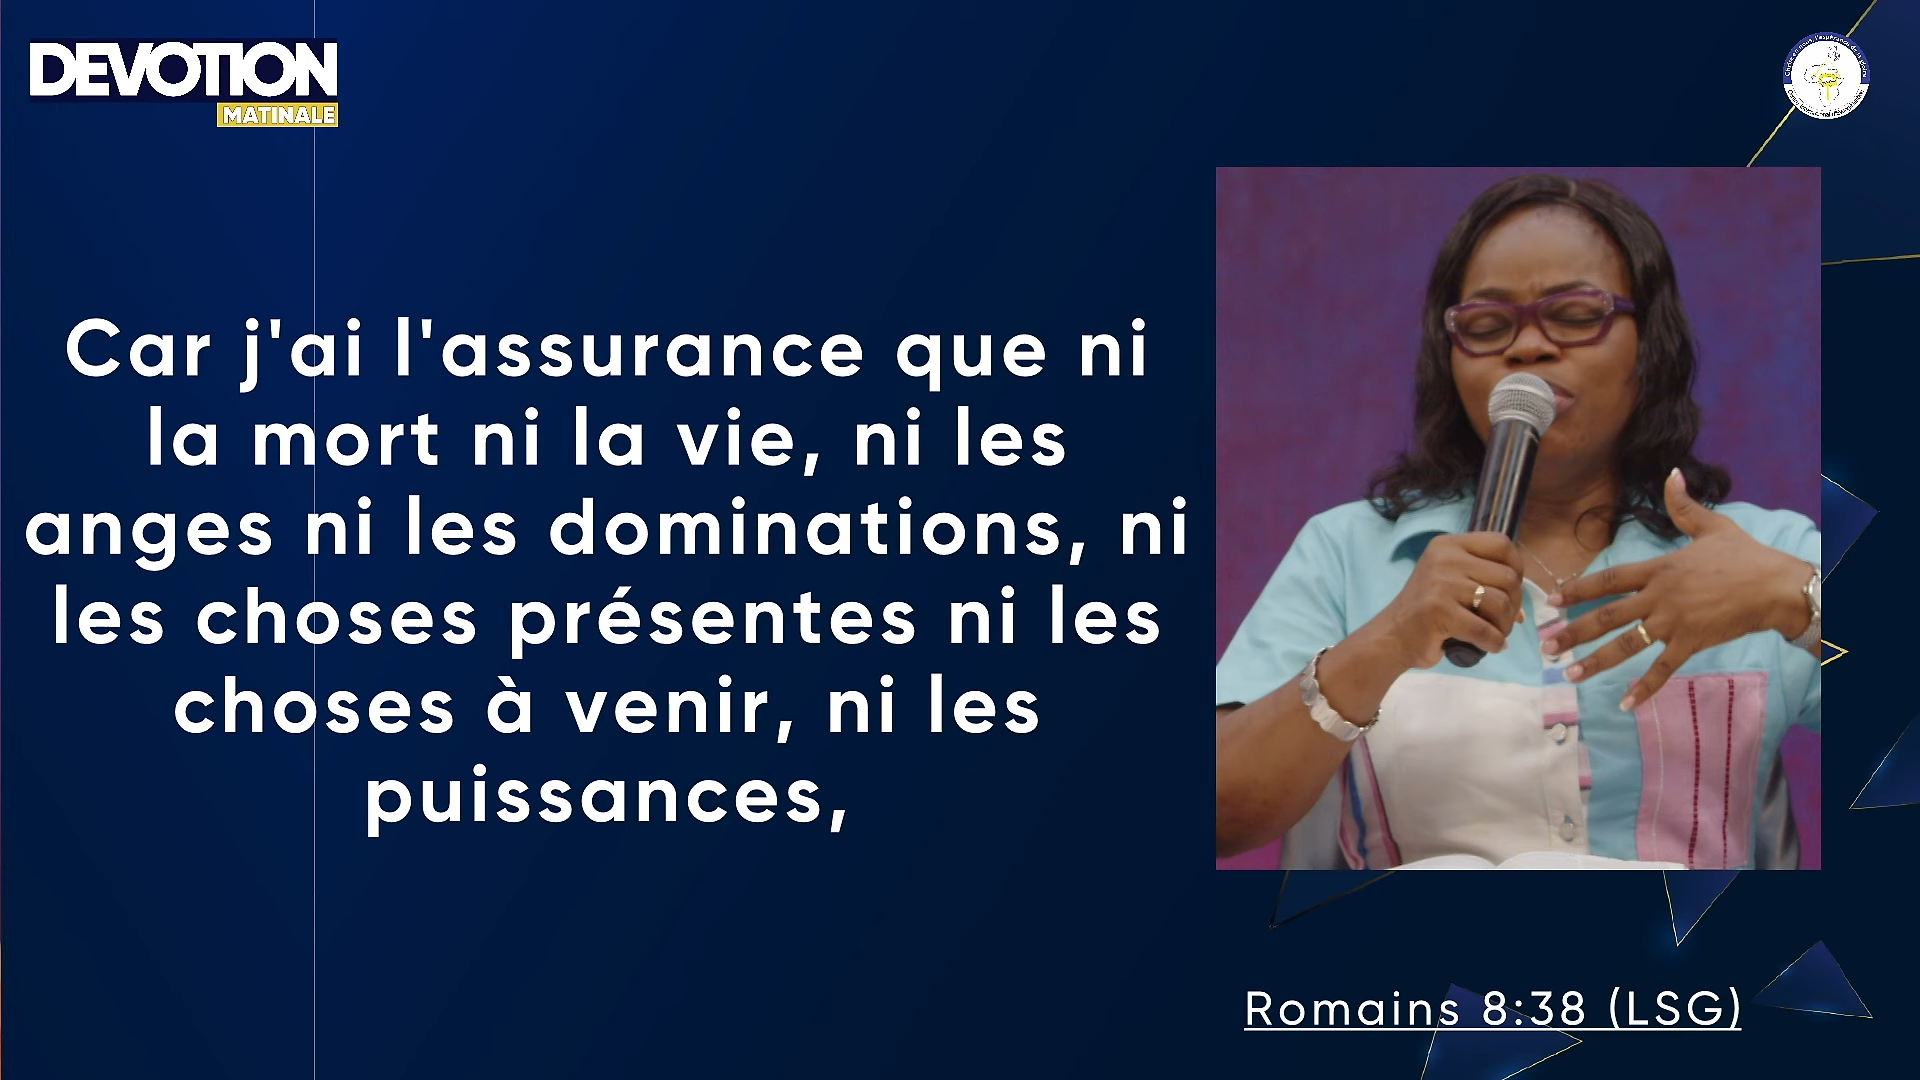 DEVOTION
MATINALE
Car j'ai l'assurance que ni
la mort ni la vie, ni les
anges ni les dominations, ni
les choses présentes ni les
choses à venir, ni les
puissances,
Romains 8:38 (LSG)